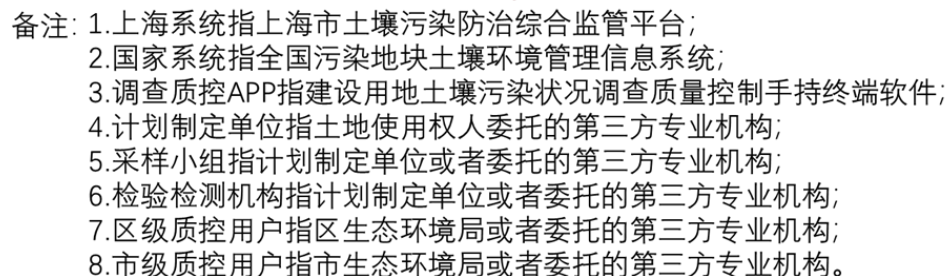 备注: 1.上海系统指上海市土壤污染防治综合监管平台;
2.国家系统指全国污染地块土壤环境管理信息系统;
3.调查质控APP指建设用地土壤污染状况调查质量控制手持终端软件;
4.计划制定单位指土地使用权人委托的第三方专业机构;
5.采样小组指计划制定单位或者委托的第三方专业机构;
6.检验检测机构指计划制定单位或者委托的第三方专业机构;
7.区级质控用户指区生态环境局或者委托的第三方专业机构;
8.市级质控用户指市生态环境局或者委托的第三方专业机构。